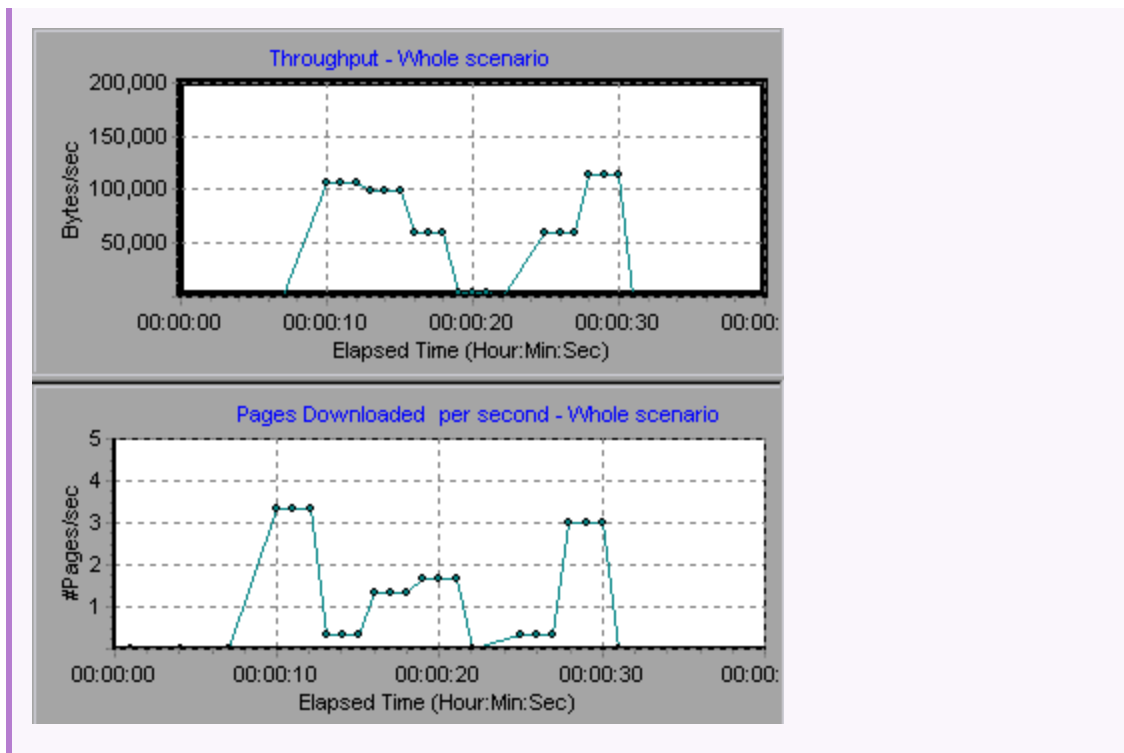 Throughput - Whole scenario
200,000
150,000
100,000
50,000
Bytes/sec
00:00:00 00:00:10 00:00:20 00:00:30 00:00:
Elapsed Time (Hour:Min:Sec)
Pages Downloaded  per second - Whole scenario
5
4
3
2
1
#Pages/sec
00:00:00 00:00:10 00:00:20 00:00:30 00:00:
Elapsed Time (Hour:Min:Sec)